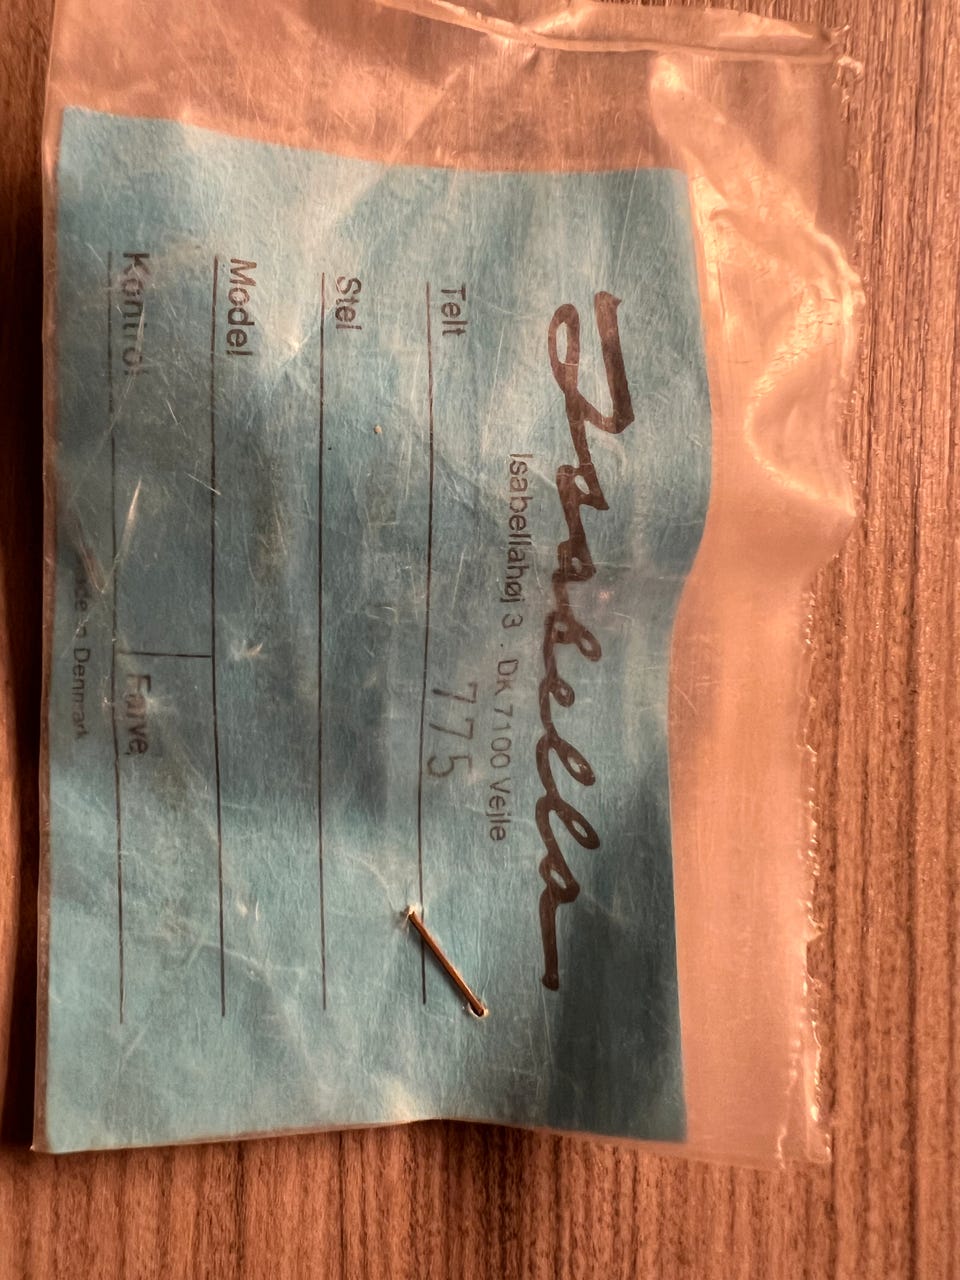 Isabella
Isabellahøj 3 . DK 7100 Vejle
Telt 775
Stel
Model
Kontrol Farve
Denmark